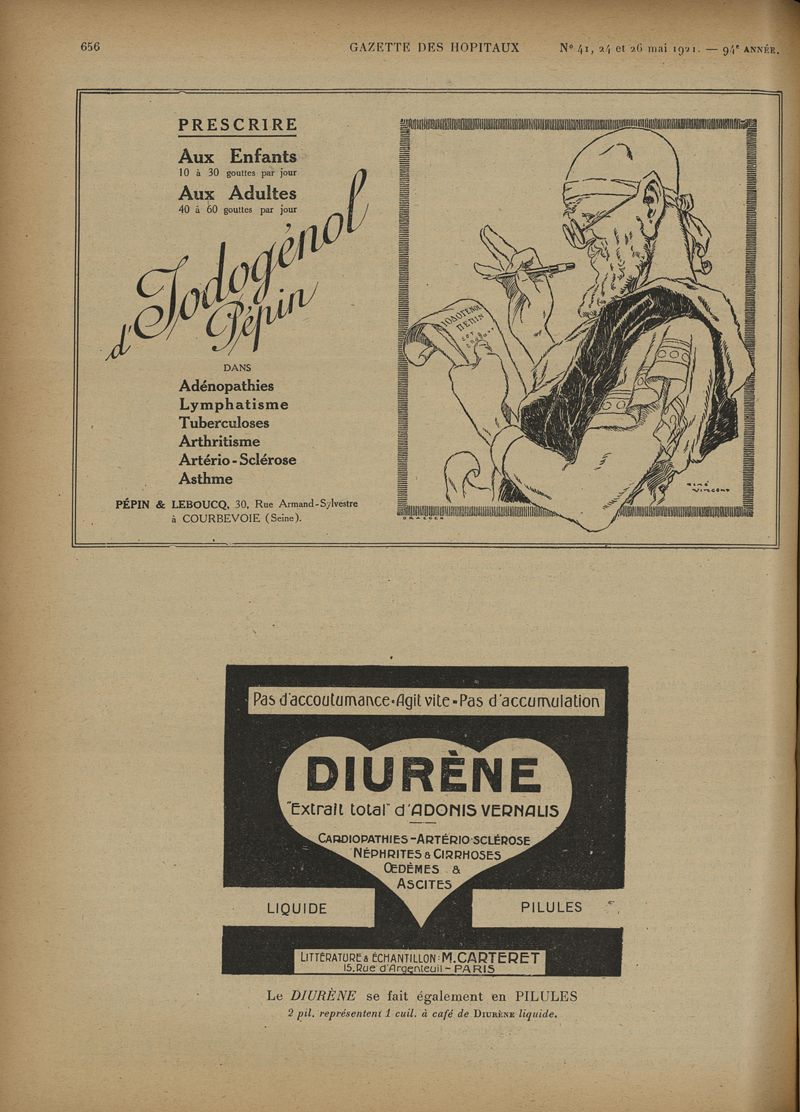 656
GAZETTE DES HOPITAUX
N° 41, 24 et 26 mai 1921. — 94e ANNÉE.
PRESCRIRE
Aux Enfants
10 à 30 gouttes par jour
Aux Adultes
40 à 60 gouttes par jour
d'Iodogénol
Pépin
DANS
Adénopathies
Lymphatisme
Tuberculoses
Arthritisme
Artério-Sclérose
Asthme
PÉPIN & LEBOUCQ, 30, Rue Armand-Sylvestre
à COURBEVOIE (Seine).
PEPIN
RENÉ
VINCENT
DRAEGER
Pas d'accoutumance-Agit vite-Pas d'accumulation
DIURÈNE
"Extrait total" d'ADONIS VERNALIS
CARDIOPATHIES-ARTÉRIO-SCLÉROSE
NÉPHRITES & CIRRHOSES
ŒDÈMES &
ASCITES
LIQUIDE
PILULES
LITTÉRATURE & ÉCHANTILLON: M. CARTERET
15, Rue d'Argenteuil - PARIS
Le DIURÈNE se fait également en PILULES
2 pil. représentent 1 cuil. à café de DIURÈNE liquide.